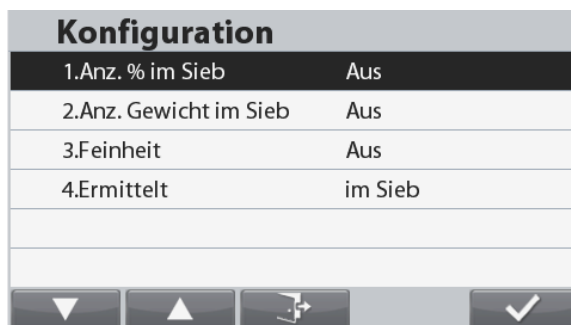 Konfiguration
1.Anz. % im Sieb Aus
2.Anz. Gewicht im Sieb Aus
3.Feinheit Aus
4.Ermittelt im Sieb